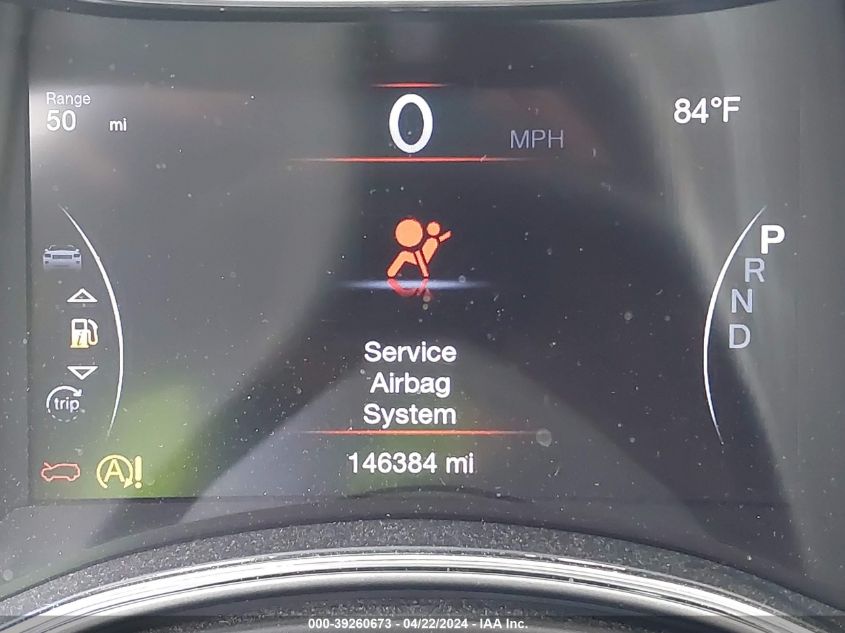 Range
50 mi
0
MPH
84°F
P
R
N
D
trip
A!
Service
Airbag
System
146384 mi
000-39260673 - 04/22/2024 - IAA Inc.